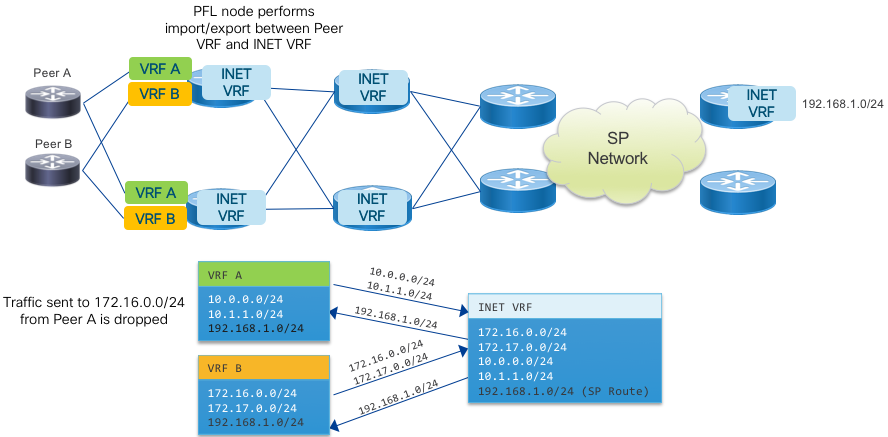 PFL node performs
import/export between Peer
VRF and INET VRF
Peer A
VRF A
VRF B
INET
VRF
INET
VRF
INET
VRF
192.168.1.0/24
Peer B
SP
Network
VRF A
VRF B
INET
VRF
INET
VRF
Traffic sent to 172.16.0.0/24
from Peer A is dropped
VRF A
10.0.0.0/24
10.1.1.0/24
192.168.1.0/24
10.0.0.0/24
10.1.1.0/24
192.168.1.0/24
VRF B
172.16.0.0/24
172.17.0.0/24
192.168.1.0/24
172.16.0.0/24
172.17.0.0/24
192.168.1.0/24
INET VRF
172.16.0.0/24
172.17.0.0/24
10.0.0.0/24
10.1.1.0/24
192.168.1.0/24 (SP Route)